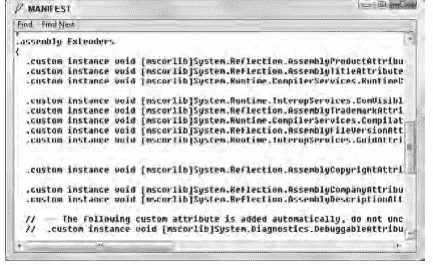 MANIFEST
Find Find Next
.assembly Extenders
{
.custom instance void [mscorlib]System.Reflection.AssemblyProductAttribu
.custom instance void [mscorlib]System.Reflection.AssemblyTitleAttribute
.custom instance void [mscorlib]System.Runtime.CompilerServices.RuntimeC
.custom instance void [mscorlib]System.Runtime.InteropServices.ComVisibl
.custom instance void [mscorlib]System.Reflection.AssemblyTrademarkAttri
.custom instance void [mscorlib]System.Runtime.CompilerServices.Compilat
.custom instance void [mscorlib]System.Reflection.AssemblyFileVersionAtt
.custom instance void [mscorlib]System.Runtime.InteropServices.GuidAttri
.custom instance void [mscorlib]System.Reflection.AssemblyCopyrightAttri
.custom instance void [mscorlib]System.Reflection.AssemblyCompanyAttribu
.custom instance void [mscorlib]System.Reflection.AssemblyDescriptionAtt
// --- The following custom attribute is added automatically, do not unc
// .custom instance void [mscorlib]System.Diagnostics.DebuggableAttribu